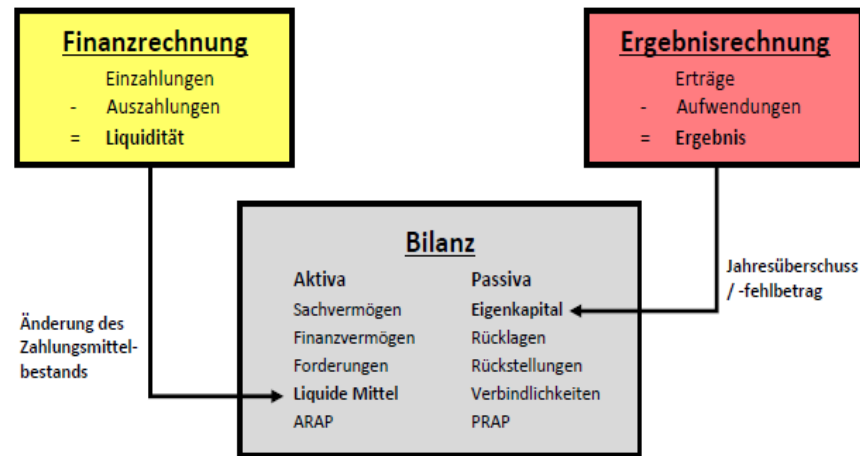 Finanzrechnung
Einzahlungen
- Auszahlungen
= Liquidität
Ergebnisrechnung
Erträge
- Aufwendungen
= Ergebnis
Änderung des
Zahlungsmittel-
bestands
Bilanz
Aktiva Passiva
Sachvermögen Eigenkapital
Finanzvermögen Rücklagen
Forderungen Rückstellungen
Liquide Mittel Verbindlichkeiten
ARAP PRAP
Jahresüberschuss
/ -fehlbetrag